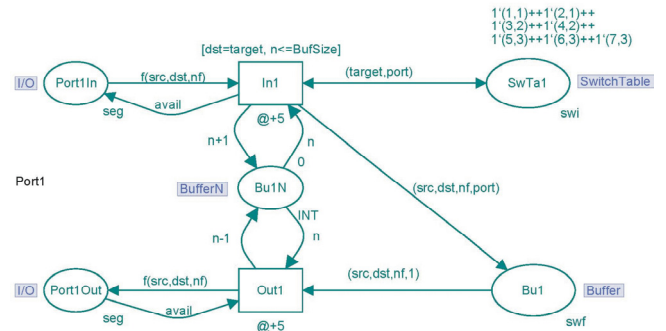 1`(1,1)++1`(2,1)++
1`(3,2)++1`(4,2)++
1`(5,3)++1`(6,3)++1`(7,3)
[dst=target, n<=BufSize]
I/O
Port1In
f(src,dst,nf)
In1
(target,port)
SwTa1
SwitchTable
avail
seg
@+5
swi
n+1
n
0
Port1
BufferN
Bu1N
(src,dst,nf,port)
INT
n-1
n
I/O
Port1Out
f(src,dst,nf)
Out1
(src,dst,nf,1)
Bu1
Buffer
avail
seg
@+5
swf